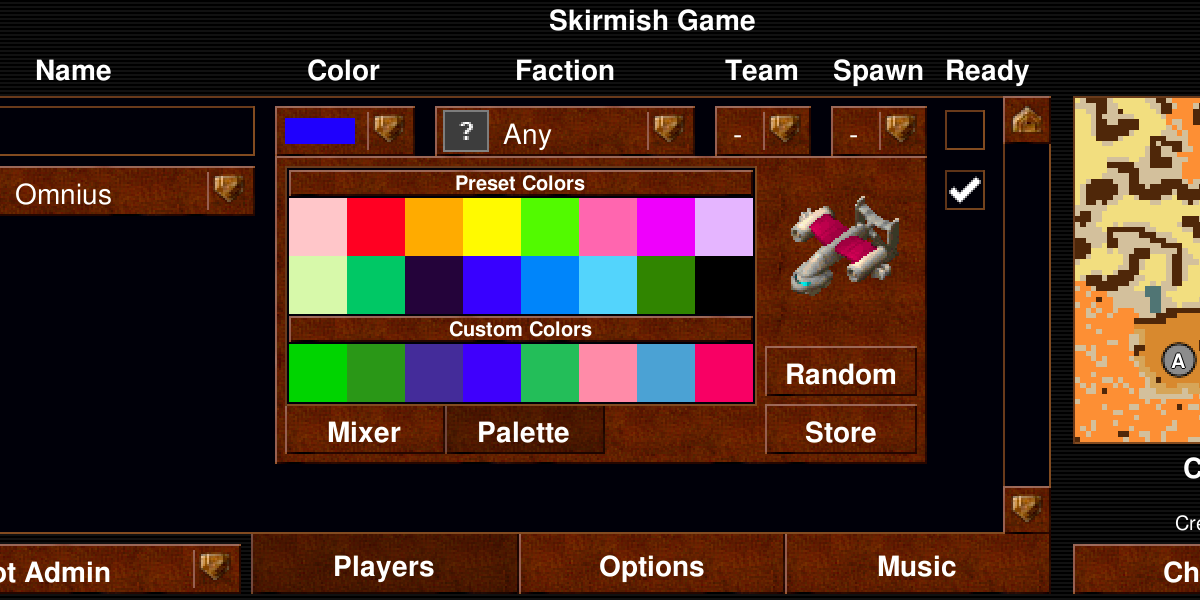 Skirmish Game
Name Color Faction Team Spawn Ready
? Any - -
Omnius
Preset Colors
Custom Colors
A
Random
Mixer Palette Store
Players Options Music
Admin